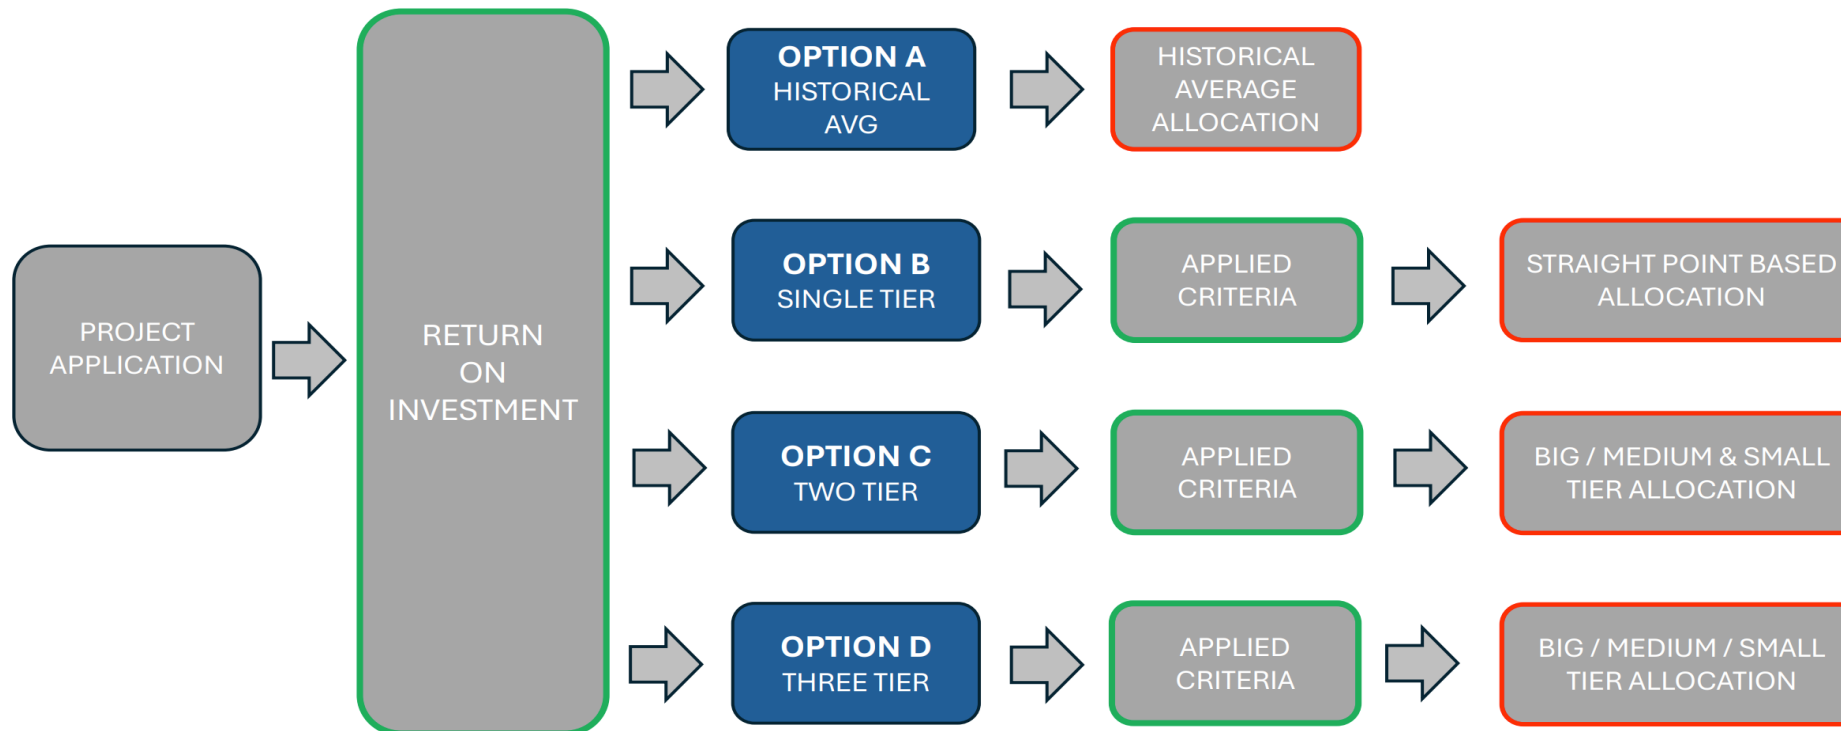 PROJECT
APPLICATION
RETURN
ON
INVESTMENT
OPTION A
HISTORICAL
AVG
HISTORICAL
AVERAGE
ALLOCATION
OPTION B
SINGLE TIER
APPLIED
CRITERIA
STRAIGHT POINT BASED
ALLOCATION
OPTION C
TWO TIER
APPLIED
CRITERIA
BIG / MEDIUM & SMALL
TIER ALLOCATION
OPTION D
THREE TIER
APPLIED
CRITERIA
BIG / MEDIUM / SMALL
TIER ALLOCATION